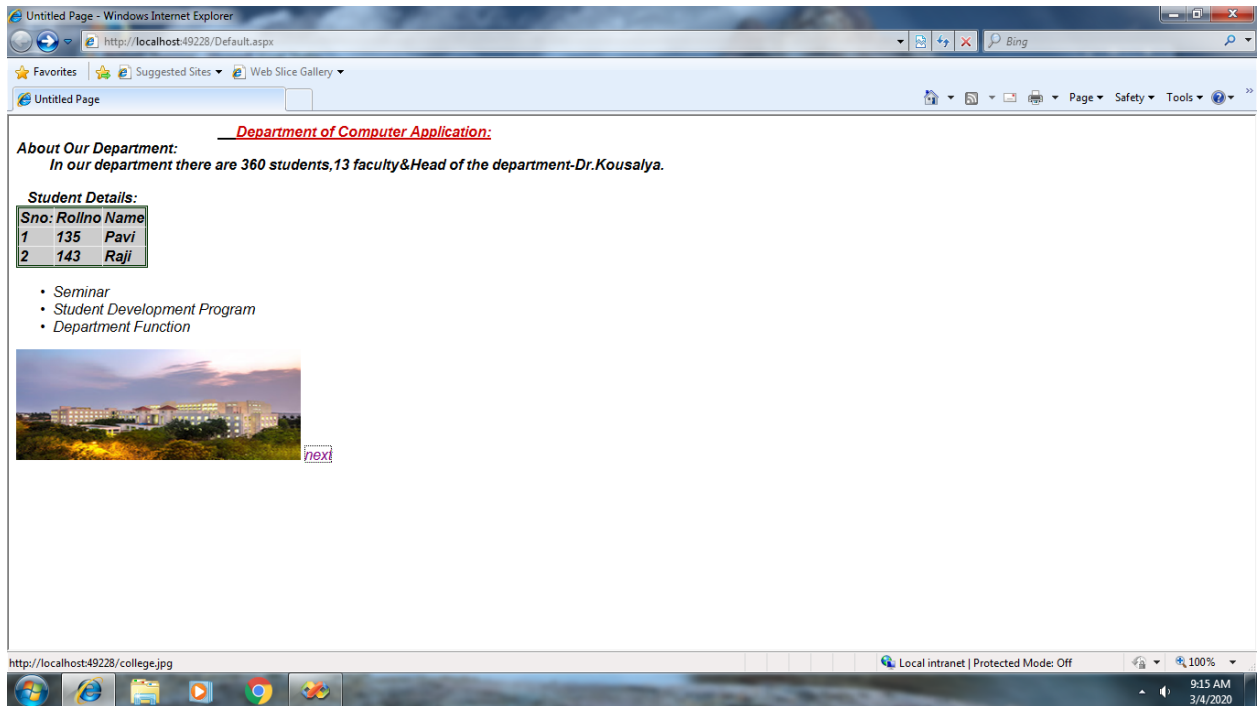 Untitled Page - Windows Internet Explorer
http://localhost:49228/Default.aspx
Bing
Favorites Suggested Sites Web Slice Gallery
Untitled Page
Page Safety Tools
Department of Computer Application:
About Our Department:
In our department there are 360 students,13 faculty&Head of the department-Dr.Kousalya.
Student Details:
Sno: Rollno Name
1 135 Pavi
2 143 Raji
• Seminar
• Student Development Program
• Department Function
next
http://localhost:49228/college.jpg
Local intranet | Protected Mode: Off
100%
9:15 AM
3/4/2020